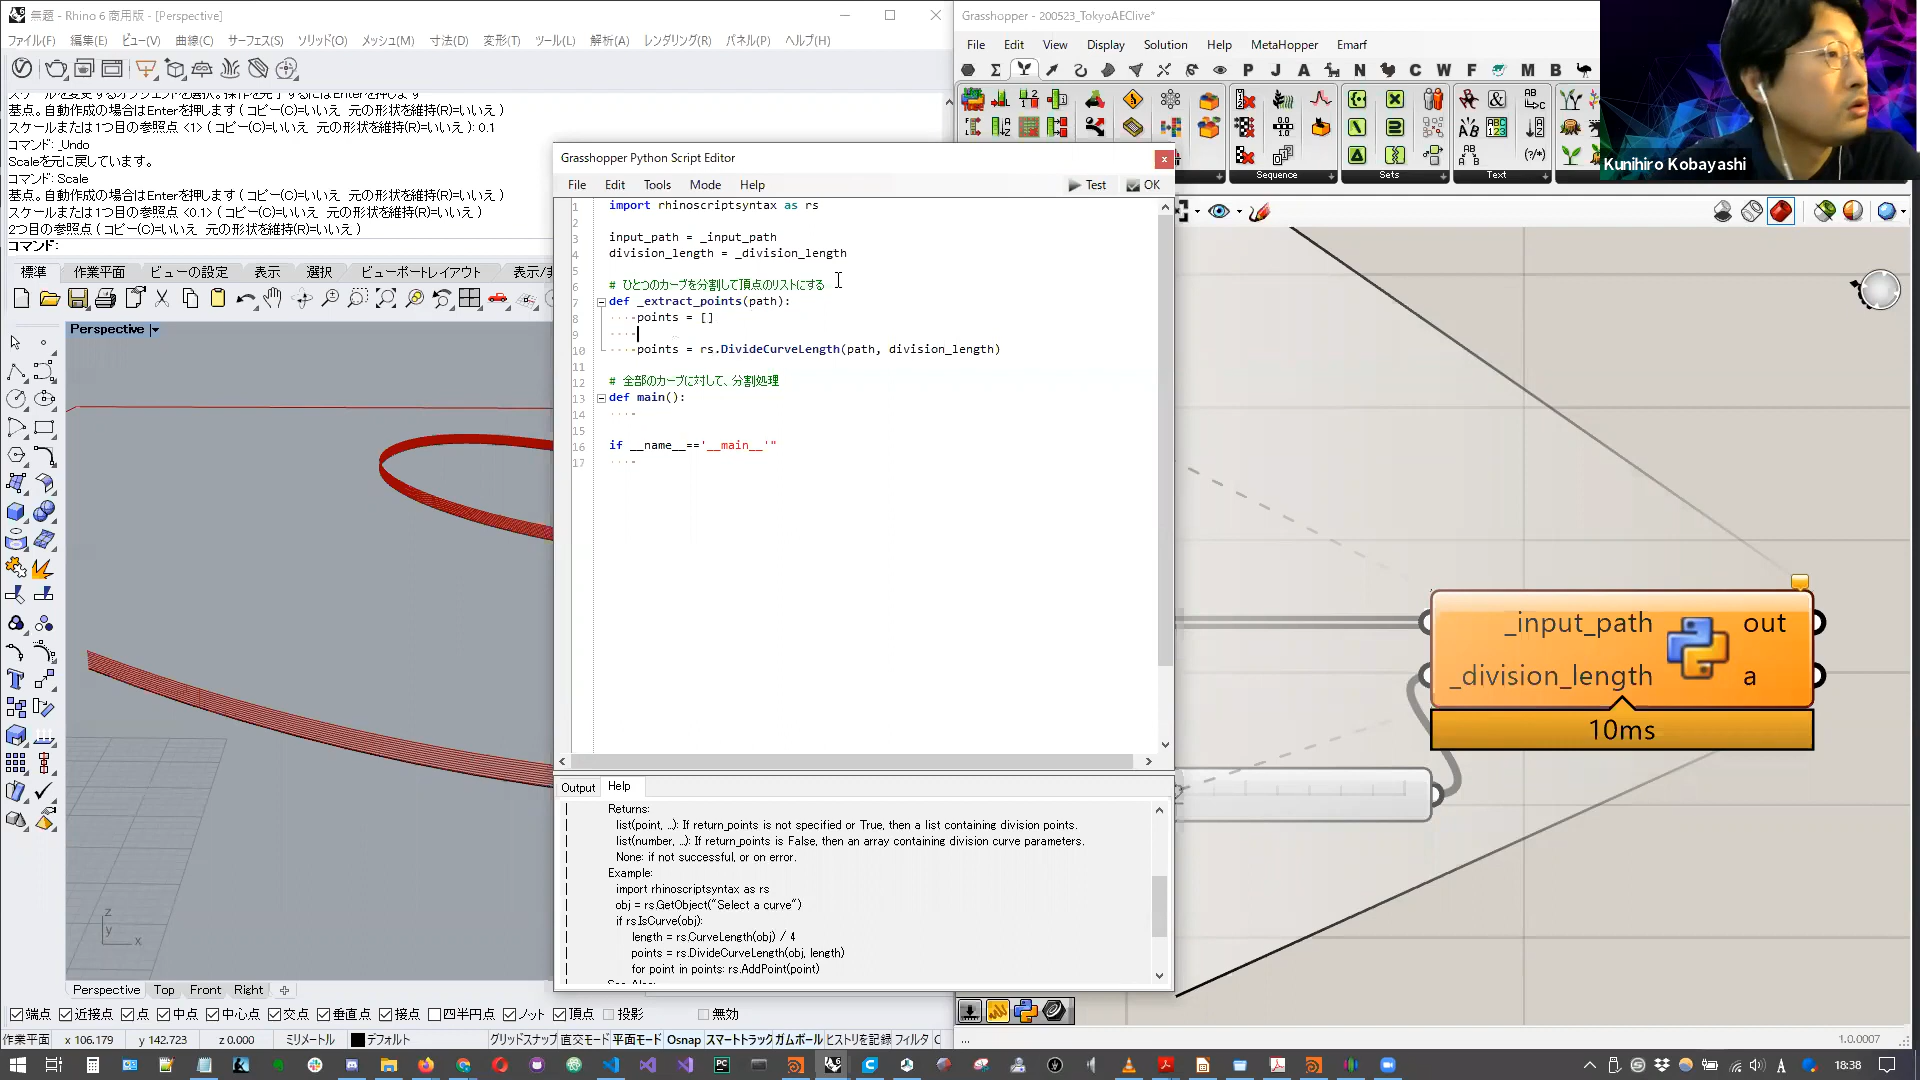 無題 - Rhino 6 商用版 - [Perspective]
ファイル(F) 編集(E) ビュー(V) 曲線(C) サーフェス(S) ソリッド(O) メッシュ(M) 寸法(D) 変形(T) ツール(L) 解析(A) レンダリング(R) パネル(P) ヘルプ(H)
基点。自動作成の場合はEnterを押します ( コピー(C)=いいえ 元の形状を維持(R)=いいえ )
スケールまたは1つ目の参照点 <1> ( コピー(C)=いいえ 元の形状を維持(R)=いいえ ): 0.1
コマンド: _Undo
Scaleを元に戻しています。
コマンド: Scale
基点。自動作成の場合はEnterを押します ( コピー(C)=いいえ 元の形状を維持(R)=いいえ )
スケールまたは1つ目の参照点 <0.1> ( コピー(C)=いいえ 元の形状を維持(R)=いいえ )
2つ目の参照点 ( コピー(C)=いいえ 元の形状を維持(R)=いいえ )
コマンド:
標準 作業平面 ビューの設定 表示 選択 ビューポートレイアウト
Perspective
z
y
x
Perspective Top Front Right
端点 近接点 点 中点 中心点 交点 垂直点 接点 四半円点 ノット 頂点 投影 無効
作業平面 x 106.179 y 142.723 z 0.000 ミリメートル デフォルト グリッドスナップ 直交モード 平面モード Osnap スマートトラック ガムボール ヒストリを記録 フィルタ
Grasshopper Python Script Editor
File Edit Tools Mode Help Test OK
1 import rhinoscriptsyntax as rs
2
3 input_path = _input_path
4 division_length = _division_length
5
6 # ひとつのカーブを分割して頂点のリストにする
7 def _extract_points(path):
8 points = []
9
10 points = rs.DivideCurveLength(path, division_length)
11
12 # 全部のカーブに対して、分割処理
13 def main():
14
15
16 if __name__=='__main__'"
17
Output Help
Returns:
list(point, ...): If return_points is not specified or True, then a list containing division points.
list(number, ...): If return_points is False, then an array containing division curve parameters.
None: if not successful, or on error.
Example:
import rhinoscriptsyntax as rs
obj = rs.GetObject("Select a curve")
if rs.IsCurve(obj):
length = rs.CurveLength(obj) / 4
points = rs.DivideCurveLength(obj, length)
for point in points: rs.AddPoint(point)
Grasshopper - 200523_TokyoAEClive*
File Edit View Display Solution Help MetaHopper Emarf
P J A N C W F M B
Sequence Sets Text
Kunihiro Kobayashi
_input_path out
_division_length a
10ms
...
1.0.0007
A 18:38